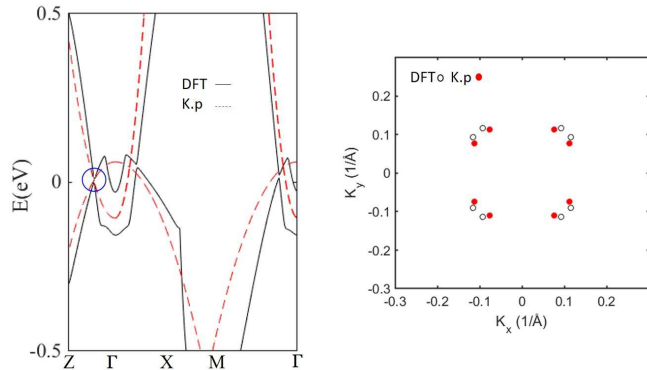 0.5
DFT
K.p
E(eV)
0
-0.5
Z Γ X M Γ
DFT K.p
0.2
0.1
0
-0.1
-0.2
-0.3
K_y (1/Å)
-0.3 -0.2 -0.1 0 0.1 0.2
K_x (1/Å)